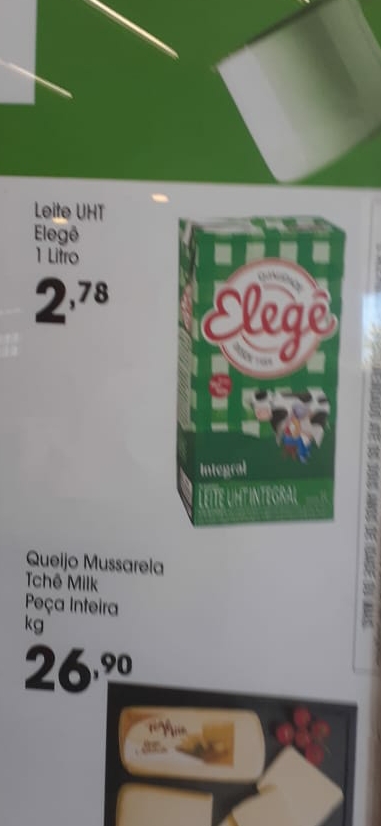 Leite UHT
Elegê
1 Litro
2,78
Elegê
Integral
LEITE UHT INTEGRAL
Queijo Mussarela
Tchê Milk
Peça Inteira
kg
26,90